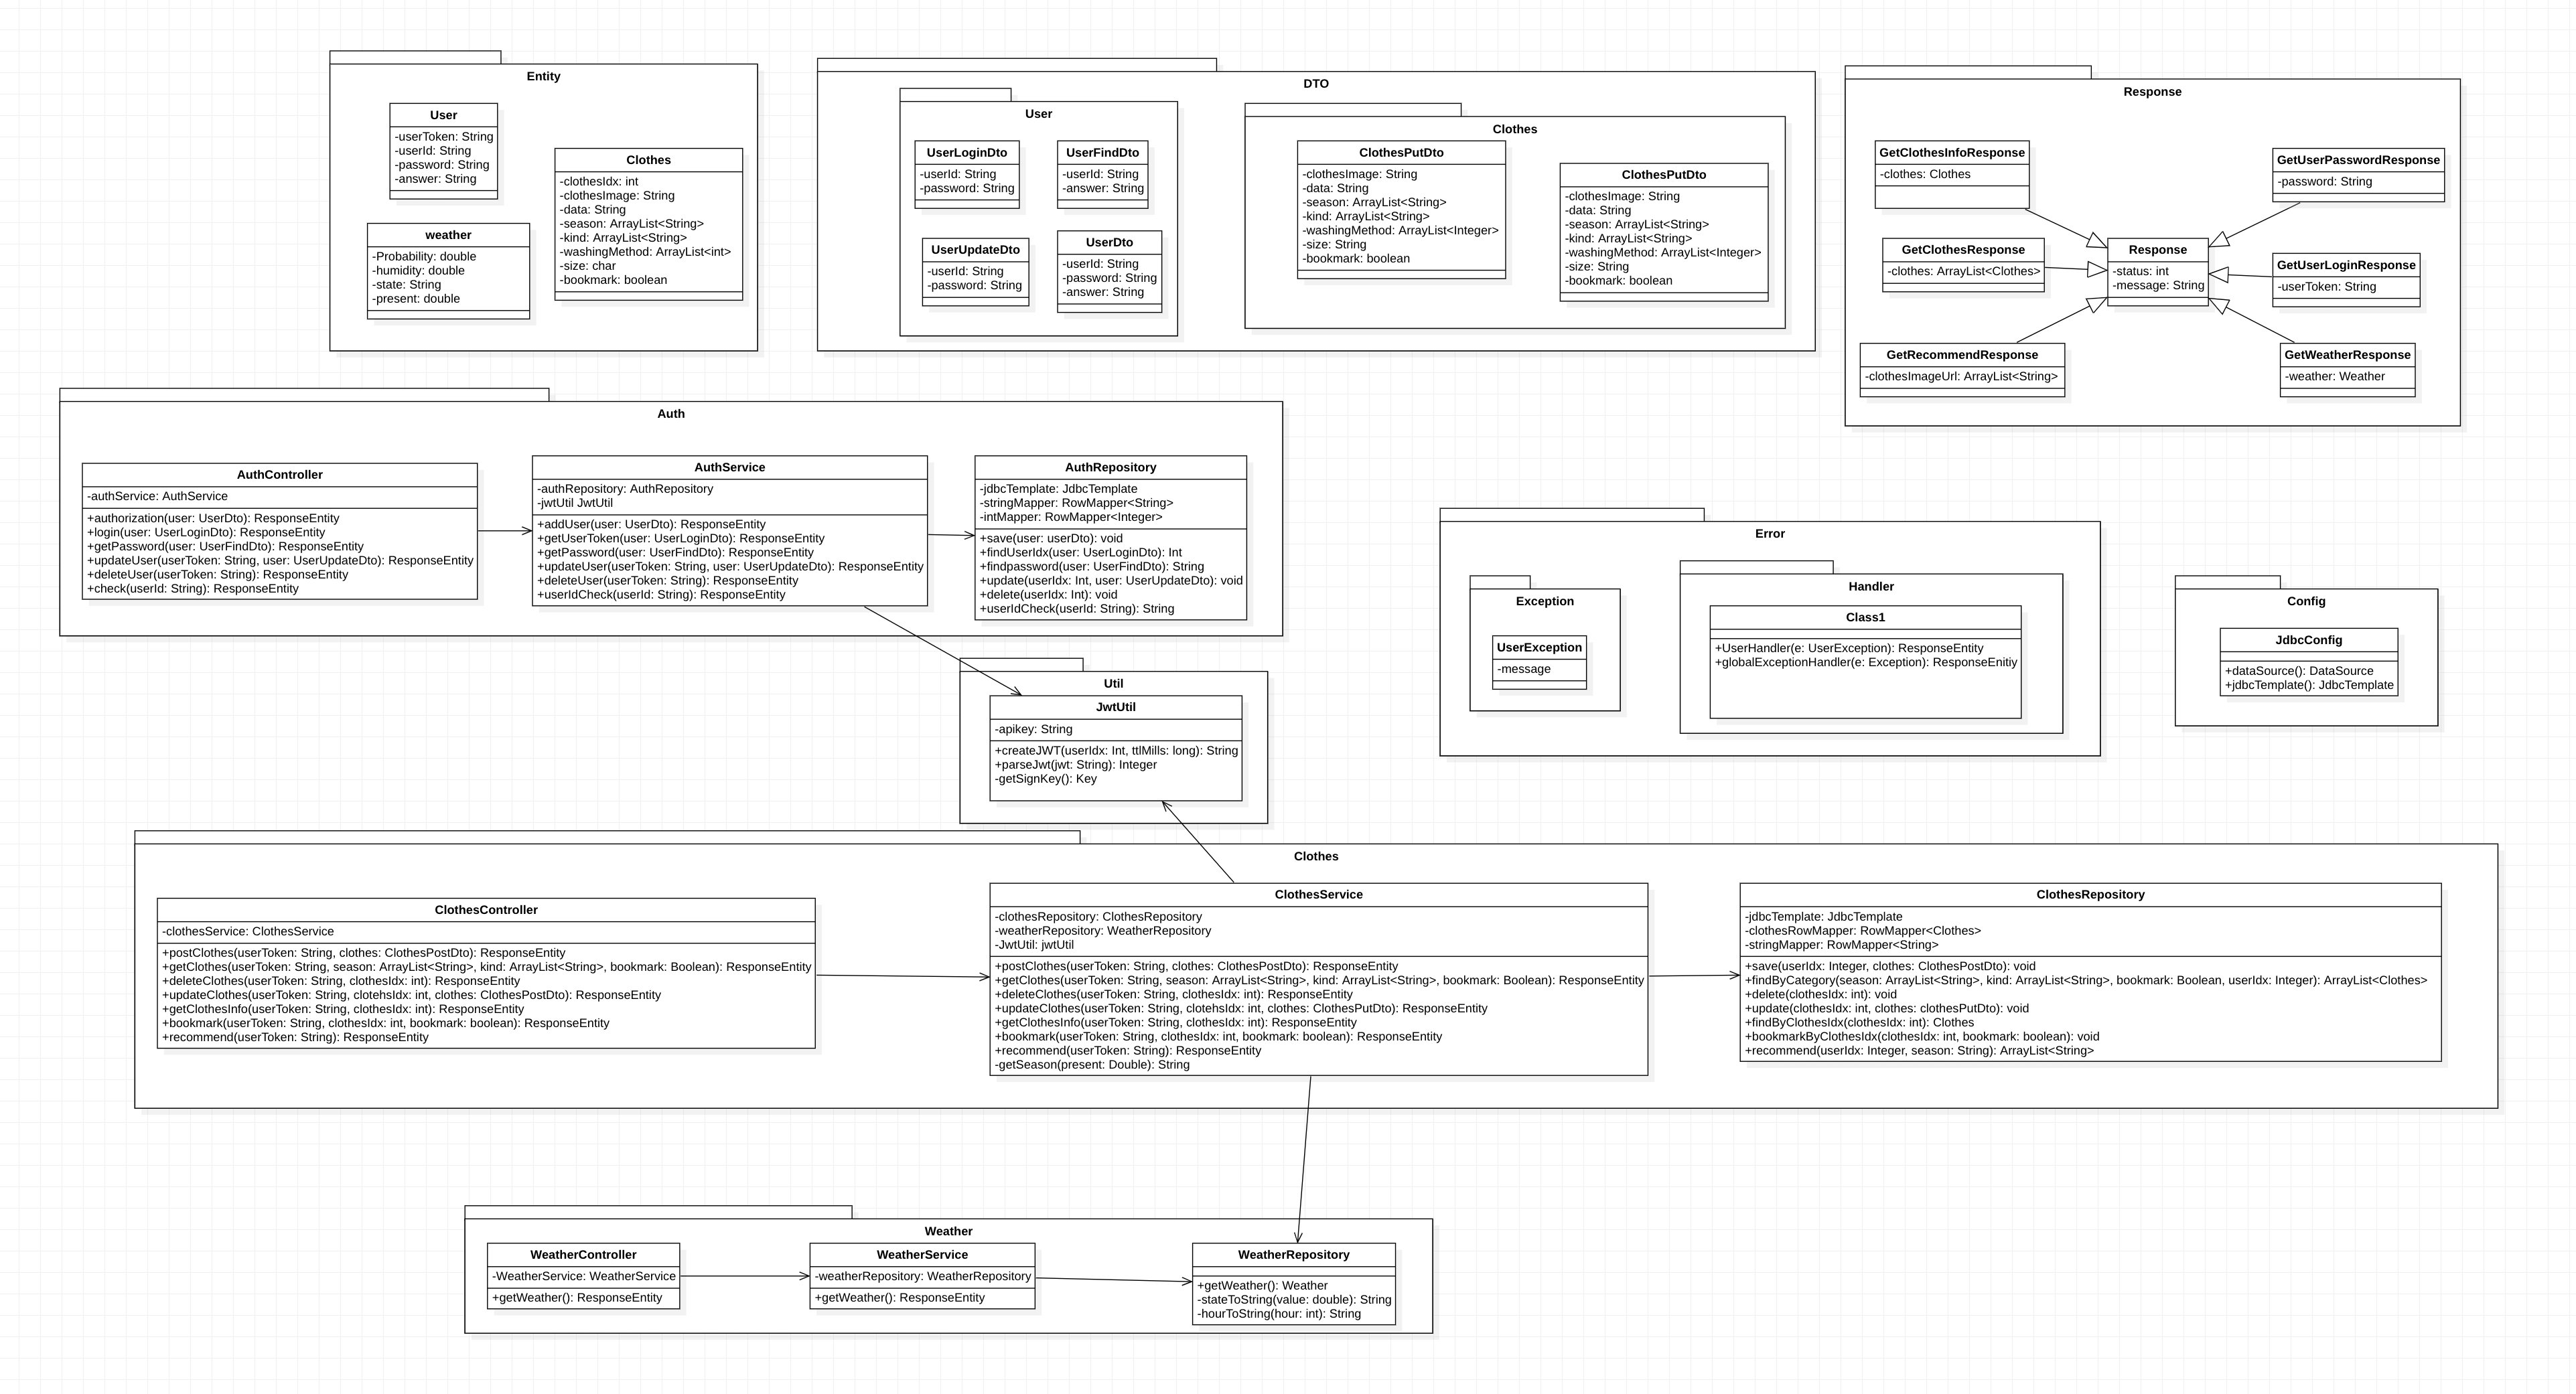 Entity
User
-userToken: String
-userId: String
-password: String
-answer: String
Clothes
-clothesIdx: int
-clothesImage: String
-data: String
-season: ArrayList<String>
-kind: ArrayList<String>
-washingMethod: ArrayList<int>
-size: char
-bookmark: boolean
weather
-Probability: double
-humidity: double
-state: String
-present: double
DTO
User
UserLoginDto
-userId: String
-password: String
UserFindDto
-userId: String
-answer: String
UserUpdateDto
-userId: String
-password: String
UserDto
-userId: String
-password: String
-answer: String
Clothes
ClothesPutDto
-clothesImage: String
-data: String
-season: ArrayList<String>
-kind: ArrayList<String>
-washingMethod: ArrayList<Integer>
-size: String
-bookmark: boolean
ClothesPutDto
-clothesImage: String
-data: String
-season: ArrayList<String>
-kind: ArrayList<String>
-washingMethod: ArrayList<Integer>
-size: String
-bookmark: boolean
Response
GetClothesInfoResponse
-clothes: Clothes
GetUserPasswordResponse
-password: String
GetClothesResponse
-clothes: ArrayList<Clothes>
Response
-status: int
-message: String
GetUserLoginResponse
-userToken: String
GetRecommendResponse
-clothesImageUrl: ArrayList<String>
GetWeatherResponse
-weather: Weather
Auth
AuthController
-authService: AuthService
+authorization(user: UserDto): ResponseEntity
+login(user: UserLoginDto): ResponseEntity
+getPassword(user: UserFindDto): ResponseEntity
+updateUser(userToken: String, user: UserUpdateDto): ResponseEntity
+deleteUser(userToken: String): ResponseEntity
+check(userId: String): ResponseEntity
AuthService
-authRepository: AuthRepository
-jwtUtil JwtUtil
+addUser(user: UserDto): ResponseEntity
+getUserToken(user: UserLoginDto): ResponseEntity
+getPassword(user: UserFindDto): ResponseEntity
+updateUser(userToken: String, user: UserUpdateDto): ResponseEntity
+deleteUser(userToken: String): ResponseEntity
+userIdCheck(userId: String): ResponseEntity
AuthRepository
-jdbcTemplate: JdbcTemplate
-stringMapper: RowMapper<String>
-intMapper: RowMapper<Integer>
+save(user: userDto): void
+findUserIdx(user: UserLoginDto): Int
+findpassword(user: UserFindDto): String
+update(userIdx: Int, user: UserUpdateDto): void
+delete(userIdx: Int): void
+userIdCheck(userId: String): String
Error
Exception
UserException
-message
Handler
Class1
+UserHandler(e: UserException): ResponseEntity
+globalExceptionHandler(e: Exception): ResponseEnitiy
Config
JdbcConfig
+dataSource(): DataSource
+jdbcTemplate(): JdbcTemplate
Util
JwtUtil
-apikey: String
+createJWT(userIdx: Int, ttlMills: long): String
+parseJwt(jwt: String): Integer
-getSignKey(): Key
Clothes
ClothesController
-clothesService: ClothesService
+postClothes(userToken: String, clothes: ClothesPostDto): ResponseEntity
+getClothes(userToken: String, season: ArrayList<String>, kind: ArrayList<String>, bookmark: Boolean): ResponseEntity
+deleteClothes(userToken: String, clothesIdx: int): ResponseEntity
+updateClothes(userToken: String, clotehsIdx: int, clothes: ClothesPostDto): ResponseEntity
+getClothesInfo(userToken: String, clothesIdx: int): ResponseEntity
+bookmark(userToken: String, clothesIdx: int, bookmark: boolean): ResponseEntity
+recommend(userToken: String): ResponseEntity
ClothesService
-clothesRepository: ClothesRepository
-weatherRepository: WeatherRepository
-JwtUtil: jwtUtil
+postClothes(userToken: String, clothes: ClothesPostDto): ResponseEntity
+getClothes(userToken: String, season: ArrayList<String>, kind: ArrayList<String>, bookmark: Boolean): ResponseEntity
+deleteClothes(userToken: String, clothesIdx: int): ResponseEntity
+updateClothes(userToken: String, clotehsIdx: int, clothes: ClothesPutDto): ResponseEntity
+getClothesInfo(userToken: String, clothesIdx: int): ResponseEntity
+bookmark(userToken: String, clothesIdx: int, bookmark: boolean): ResponseEntity
+recommend(userToken: String): ResponseEntity
-getSeason(present: Double): String
ClothesRepository
-jdbcTemplate: JdbcTemplate
-clothesRowMapper: RowMapper<Clothes>
-stringMapper: RowMapper<String>
+save(userIdx: Integer, clothes: ClothesPostDto): void
+findByCategory(season: ArrayList<String>, kind: ArrayList<String>, bookmark: Boolean, userIdx: Integer): ArrayList<Clothes>
+delete(clothesIdx: int): void
+update(clothesIdx: int, clothes: clothesPutDto): void
+findByClothesIdx(clothesIdx: int): Clothes
+bookmarkByClothesIdx(clothesIdx: int, bookmark: boolean): void
+recommend(userIdx: Integer, season: String): ArrayList<String>
Weather
WeatherController
-WeatherService: WeatherService
+getWeather(): ResponseEntity
WeatherService
-weatherRepository: WeatherRepository
+getWeather(): ResponseEntity
WeatherRepository
+getWeather(): Weather
-stateToString(value: double): String
-hourToString(hour: int): String